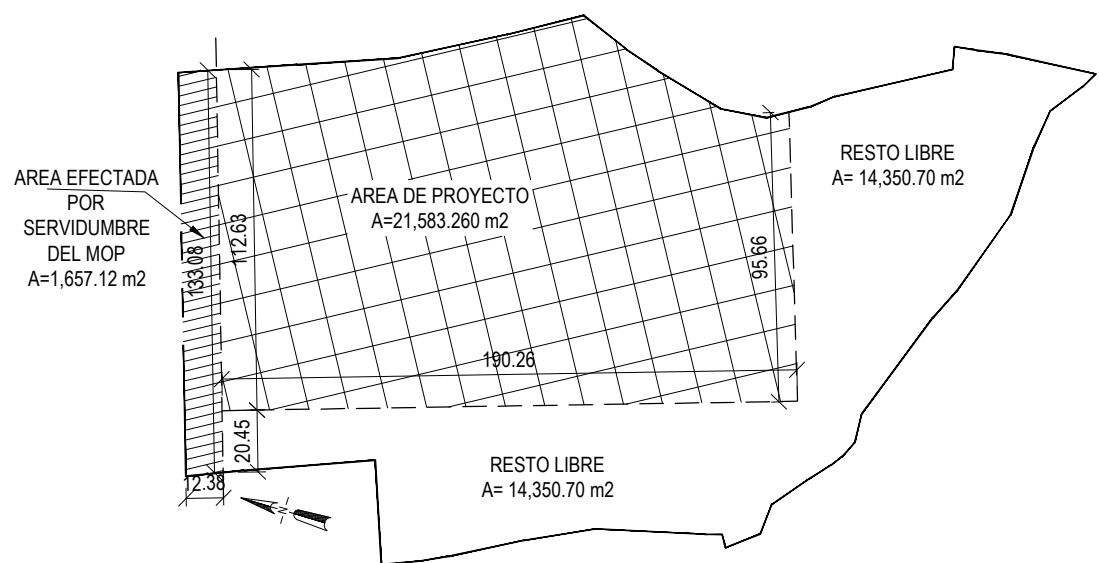 AREA EFECTADA
POR
SERVIDUMBRE
DEL MOP
A=1,657.12 m2
133.08
112.63
AREA DE PROYECTO
A=21,583.260 m2
95.66
RESTO LIBRE
A= 14,350.70 m2
190.26
20.45
12.38
N
RESTO LIBRE
A= 14,350.70 m2